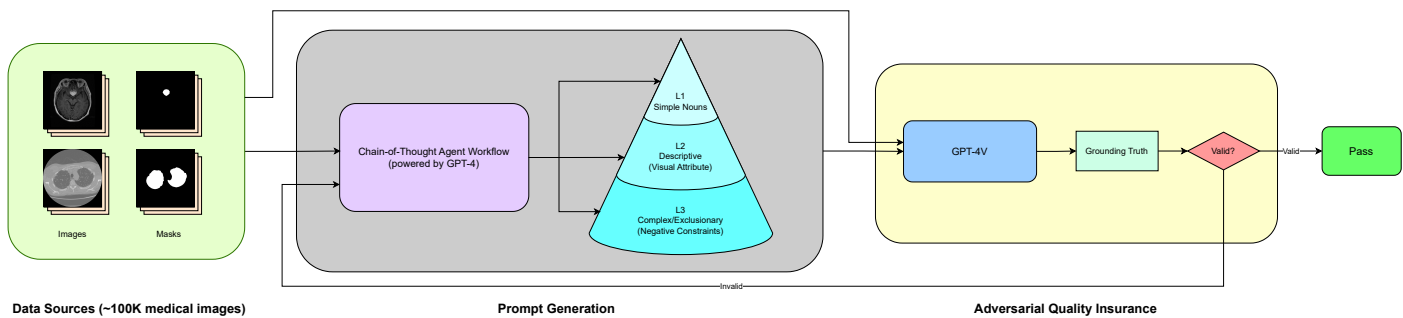 Images
Masks
Data Sources (~100K medical images)
Chain-of-Thought Agent Workflow
(powered by GPT-4)
L1
Simple Nouns
L2
Descriptive
(Visual Attribute)
L3
Complex/Exclusionary
(Negative Constraints)
Prompt Generation
GPT-4V
Grounding Truth
Valid?
Valid
Pass
Invalid
Adversarial Quality Insurance